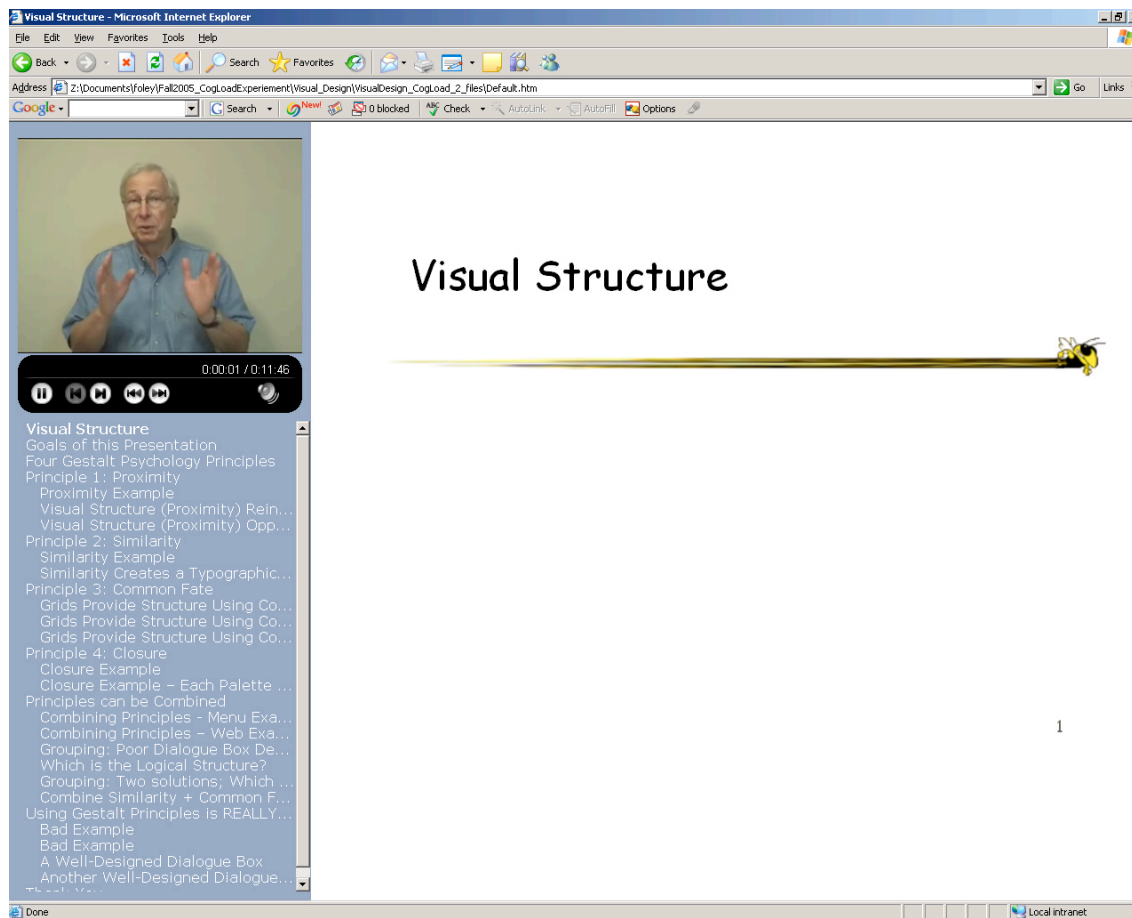 Visual Structure - Microsoft Internet Explorer
File Edit View Favorites Tools Help
Back Search Favorites
Address Z:\Documents\foley\Fall2005_CogLoadExperiement\Visual_Design\VisualDesign_CogLoad_2_files\Default.htm Go Links
Google Search New! 0 blocked ABC Check AutoLink AutoFill Options
Visual Structure
0:00:01 / 0:11:46
Visual Structure
Goals of this Presentation
Four Gestalt Psychology Principles
Principle 1: Proximity
Proximity Example
Visual Structure (Proximity) Rein...
Visual Structure (Proximity) Opp...
Principle 2: Similarity
Similarity Example
Similarity Creates a Typographic...
Principle 3: Common Fate
Grids Provide Structure Using Co...
Grids Provide Structure Using Co...
Grids Provide Structure Using Co...
Principle 4: Closure
Closure Example
Closure Example – Each Palette ...
Principles can be Combined
Combining Principles - Menu Exa...
Combining Principles – Web Exa...
Grouping: Poor Dialogue Box De...
Which is the Logical Structure?
Grouping: Two solutions; Which ...
Combine Similarity + Common F...
Using Gestalt Principles is REALLY...
Bad Example
Bad Example
A Well-Designed Dialogue Box
Another Well-Designed Dialogue...
Thank You
1
Done Local intranet